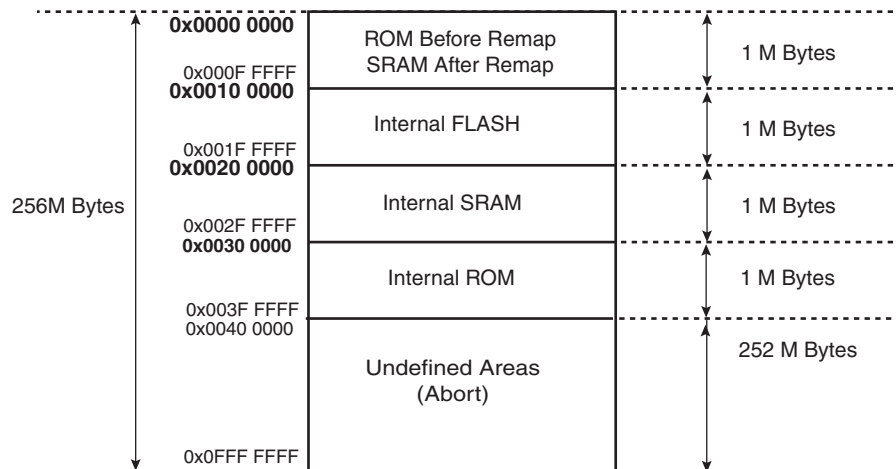 0x0000 0000
ROM Before Remap
SRAM After Remap
1 M Bytes
0x000F FFFF
0x0010 0000
Internal FLASH
1 M Bytes
0x001F FFFF
0x0020 0000
256M Bytes
Internal SRAM
1 M Bytes
0x002F FFFF
0x0030 0000
Internal ROM
1 M Bytes
0x003F FFFF
0x0040 0000
252 M Bytes
Undefined Areas
(Abort)
0x0FFF FFFF